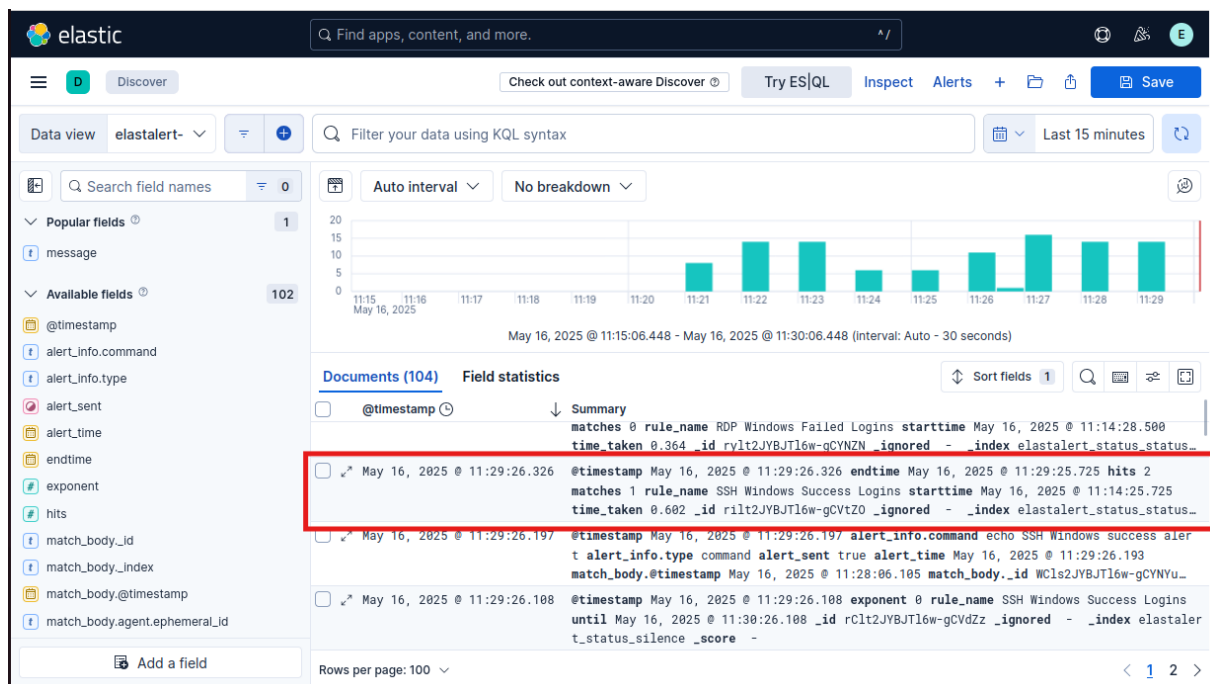 elastic
Find apps, content, and more.
^/
E
D
Discover
Check out context-aware Discover
Try ES|QL
Inspect
Alerts
+
Save
Data view
elastalert-
Filter your data using KQL syntax
Last 15 minutes
Search field names
0
Auto interval
No breakdown
Popular fields
1
t message
Available fields
102
@timestamp
t alert_info.command
t alert_info.type
alert_sent
alert_time
endtime
# exponent
# hits
t match_body._id
t match_body._index
match_body.@timestamp
t match_body.agent.ephemeral_id
Add a field
20
15
10
5
0
11:15 11:16 11:17 11:18 11:19 11:20 11:21 11:22 11:23 11:24 11:25 11:26 11:27 11:28 11:29
May 16, 2025
May 16, 2025 @ 11:15:06.448 - May 16, 2025 @ 11:30:06.448 (interval: Auto - 30 seconds)
Documents (104)
Field statistics
Sort fields 1
@timestamp
Summary
matches 0 rule_name RDP Windows Failed Logins starttime May 16, 2025 @ 11:14:28.500
time_taken 0.364 _id rylt2JYBJTl6w-gCYNZN _ignored - _index elastalert_status_status…
May 16, 2025 @ 11:29:26.326 @timestamp May 16, 2025 @ 11:29:26.326 endtime May 16, 2025 @ 11:29:25.725 hits 2
matches 1 rule_name SSH Windows Success Logins starttime May 16, 2025 @ 11:14:25.725
time_taken 0.602 _id rilt2JYBJTl6w-gCVtZO _ignored - _index elastalert_status_status…
May 16, 2025 @ 11:29:26.197 @timestamp May 16, 2025 @ 11:29:26.197 alert_info.command echo SSH Windows success aler
t alert_info.type command alert_sent true alert_time May 16, 2025 @ 11:29:26.193
match_body.@timestamp May 16, 2025 @ 11:28:06.105 match_body._id WCls2JYBJTl6w-gCYNYu…
May 16, 2025 @ 11:29:26.108 @timestamp May 16, 2025 @ 11:29:26.108 exponent 0 rule_name SSH Windows Success Logins
until May 16, 2025 @ 11:30:26.108 _id rClt2JYBJTl6w-gCVdZz _ignored - _index elastaler
t_status_silence _score -
Rows per page: 100
< 1 2 >